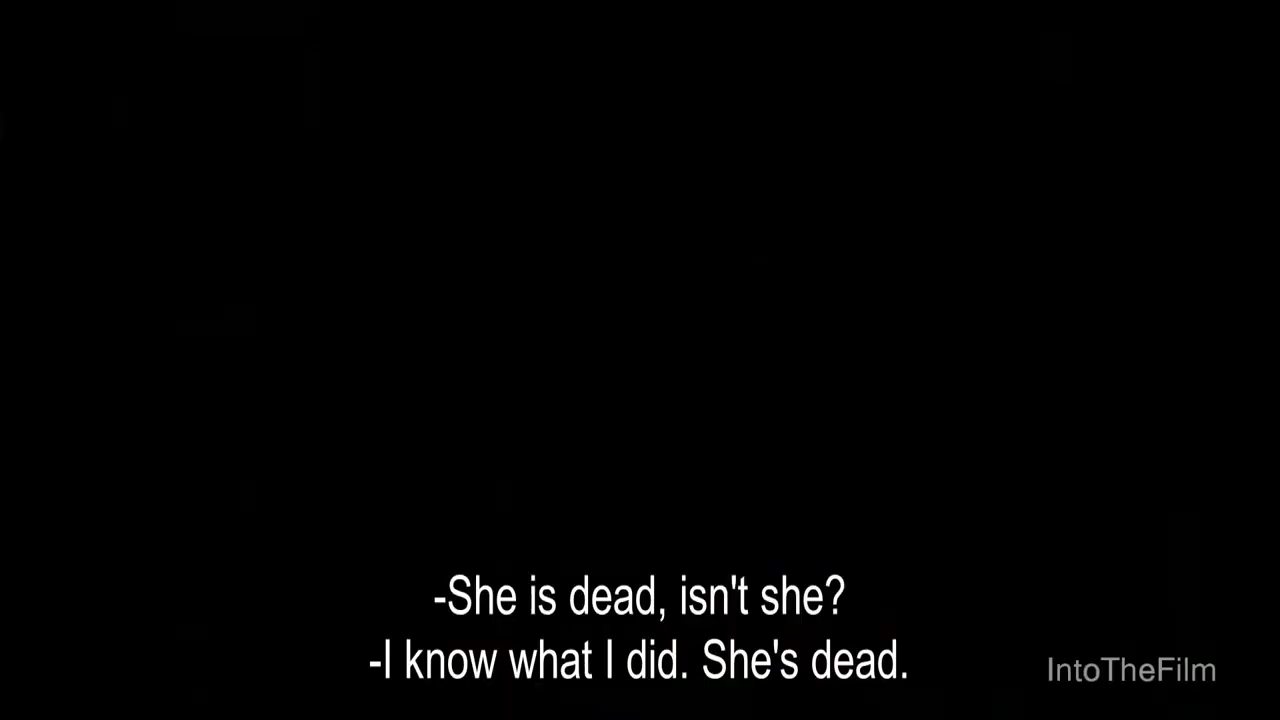 -She is dead, isn't she?
-I know what I did. She's dead.
IntoTheFilm